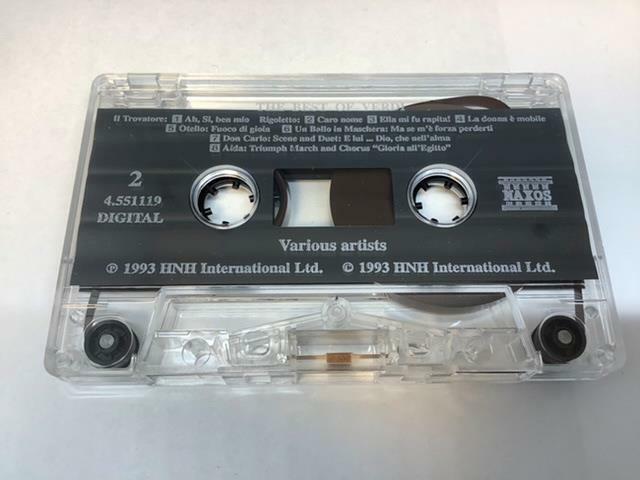 THE BEST OF VERDI
Il Trovatore: 1 Ah, Si, ben mio Rigoletto: 2 Caro nome 3 Ella mi fu rapita! 4 La donna è mobile
5 Otello: Fuoco di gioia 6 Un Ballo in Maschera: Ma se m'è forza perderti
7 Don Carlo: Scene and Duet: E lui ... Dio, che nell'alma
8 Aida: Triumph March and Chorus "Gloria all'Egitto"
2
4.551119
DIGITAL
NAXOS
Various artists
℗ 1993 HNH International Ltd. © 1993 HNH International Ltd.